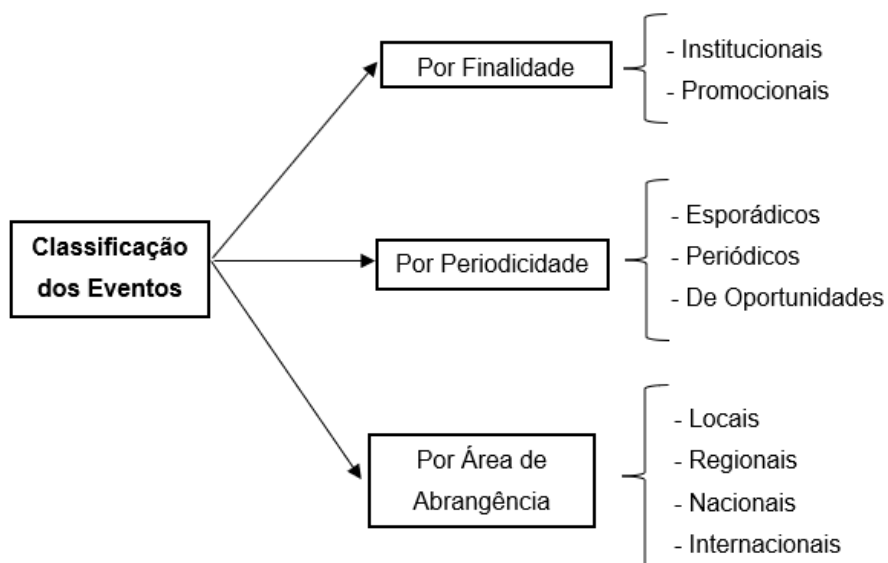 Classificação
dos Eventos
Por Finalidade
- Institucionais
- Promocionais
Por Periodicidade
- Esporádicos
- Periódicos
- De Oportunidades
Por Área de
Abrangência
- Locais
- Regionais
- Nacionais
- Internacionais